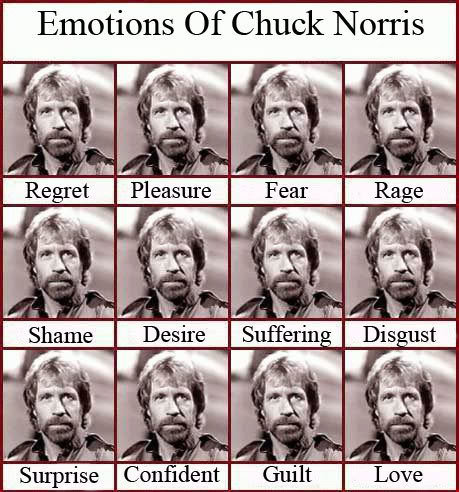 Emotions Of Chuck Norris
Regret Pleasure Fear Rage
Shame Desire Suffering Disgust
Surprise Confident Guilt Love